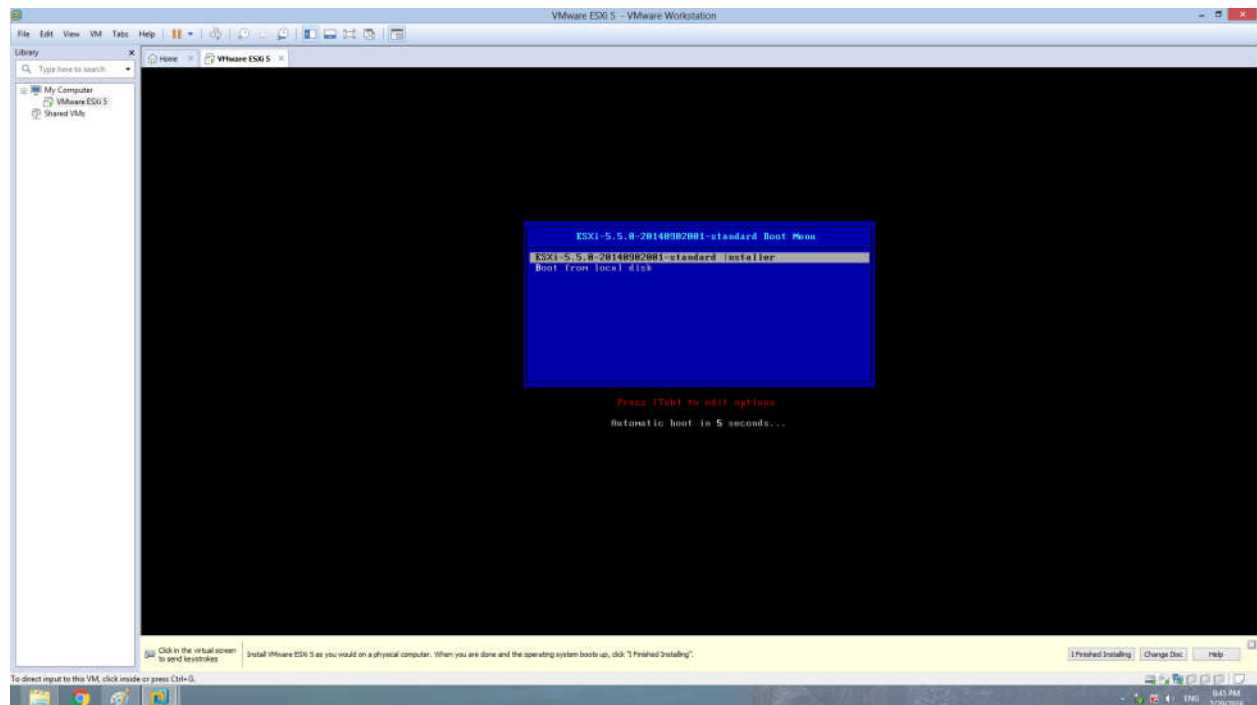 VMware ESXi 5 - VMware Workstation
File Edit View VM Tabs Help
Library
Type here to search
My Computer
VMware ESXi 5
Shared VMs
Home
VMware ESXi 5
ESXi-5.5.0-20140902001-standard Boot Menu
ESXi-5.5.0-20140902001-standard Installer
Boot from local disk
Press [Tab] to edit options
Automatic boot in 5 seconds...
Click in the virtual screen
to send keystrokes
Install VMware ESXi 5 as you would on a physical computer. When you are done and the operating system boots up, click "I Finished Installing".
I Finished Installing
Change Disc
Help
To direct input to this VM, click inside or press Ctrl+G.
ENG
8:45 PM
7/29/2016